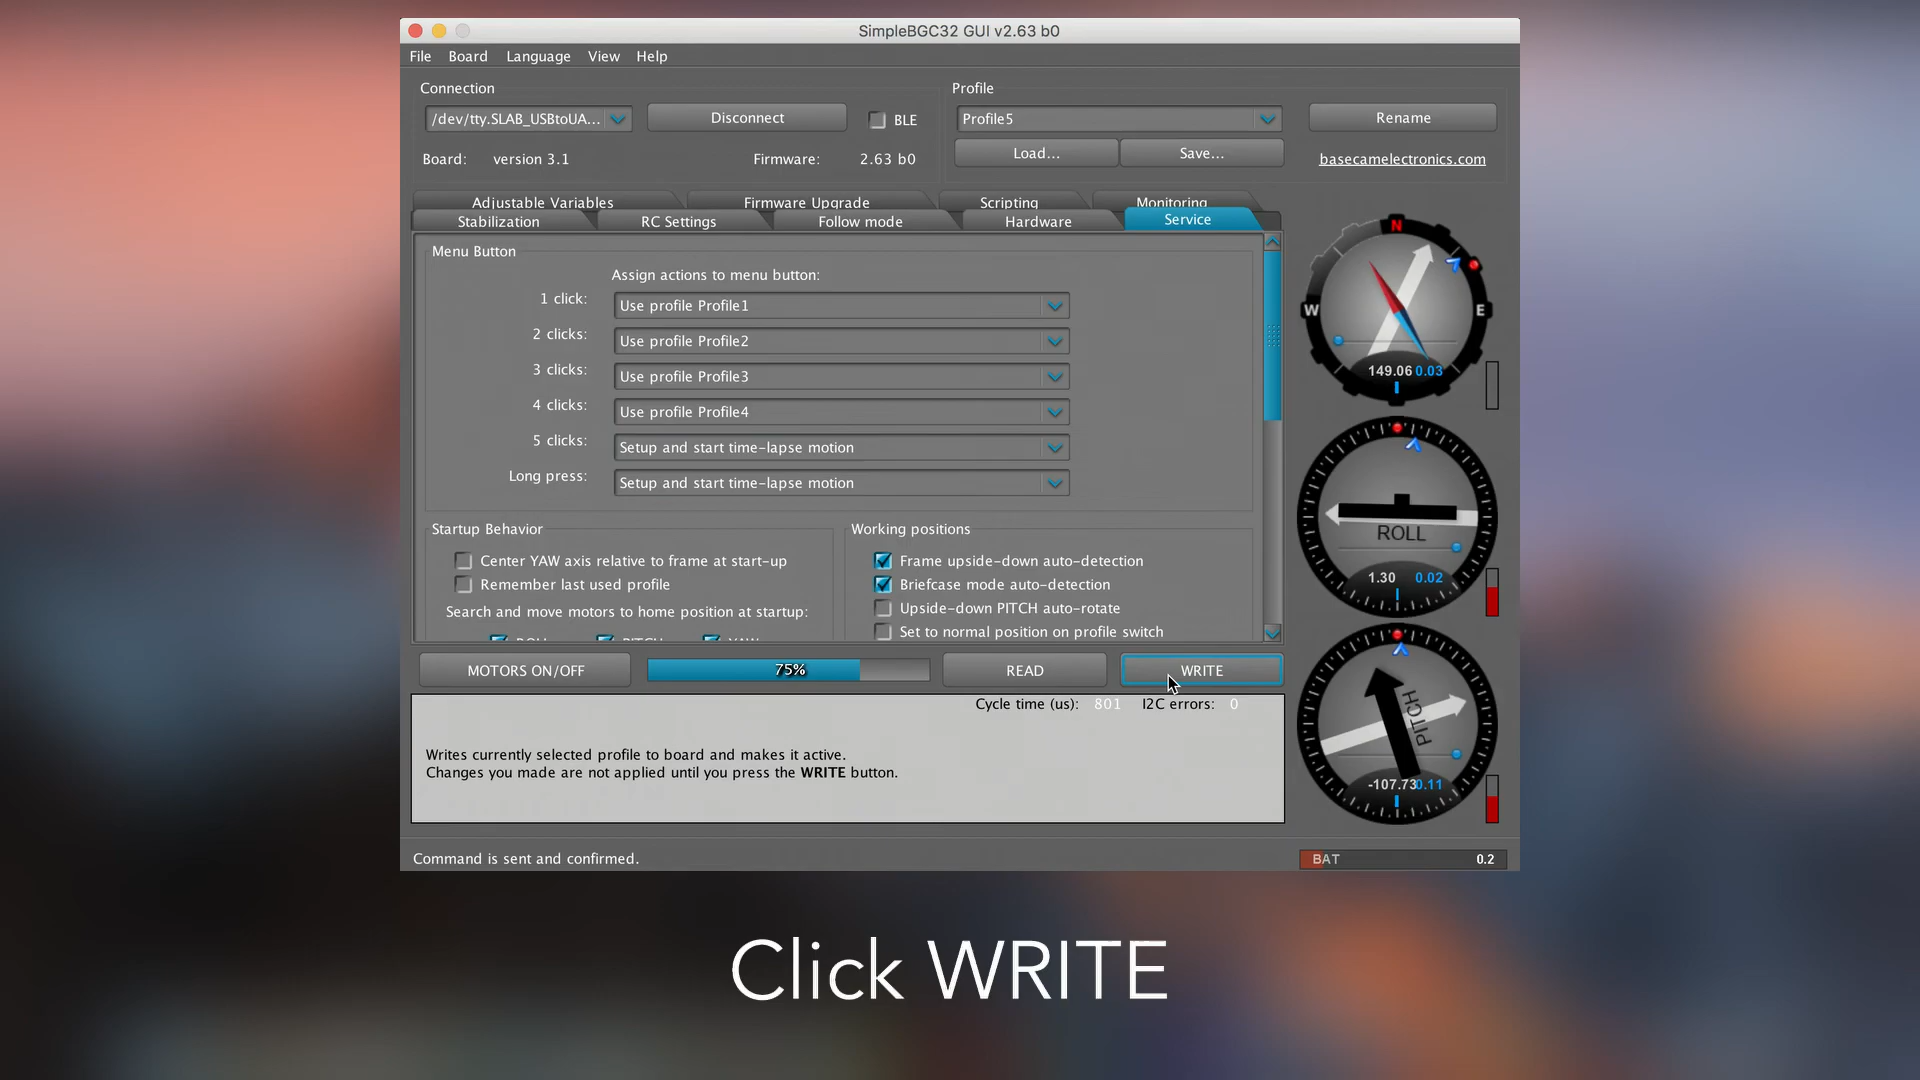 SimpleBGC32 GUI v2.63 b0
File Board Language View Help
Connection
Profile
/dev/tty.SLAB_USBtoUA...
Disconnect
BLE
Profile5
Rename
Board: version 3.1
Firmware: 2.63 b0
Load...
Save...
basecamelectronics.com
Adjustable Variables
Firmware Upgrade
Scripting
Monitoring
Stabilization
RC Settings
Follow mode
Hardware
Service
Menu Button
Assign actions to menu button:
1 click: Use profile Profile1
2 clicks: Use profile Profile2
3 clicks: Use profile Profile3
4 clicks: Use profile Profile4
5 clicks: Setup and start time-lapse motion
Long press: Setup and start time-lapse motion
Startup Behavior
Center YAW axis relative to frame at start-up
Remember last used profile
Search and move motors to home position at startup:
ROLL PITCH YAW
Working positions
Frame upside-down auto-detection
Briefcase mode auto-detection
Upside-down PITCH auto-rotate
Set to normal position on profile switch
MOTORS ON/OFF
75%
READ
WRITE
Cycle time (us): 801 I2C errors: 0
Writes currently selected profile to board and makes it active.
Changes you made are not applied until you press the WRITE button.
N
W
E
149.06 0.03
ROLL
1.30 0.02
PITCH
-107.73 0.11
Command is sent and confirmed.
BAT 0.2
Click WRITE